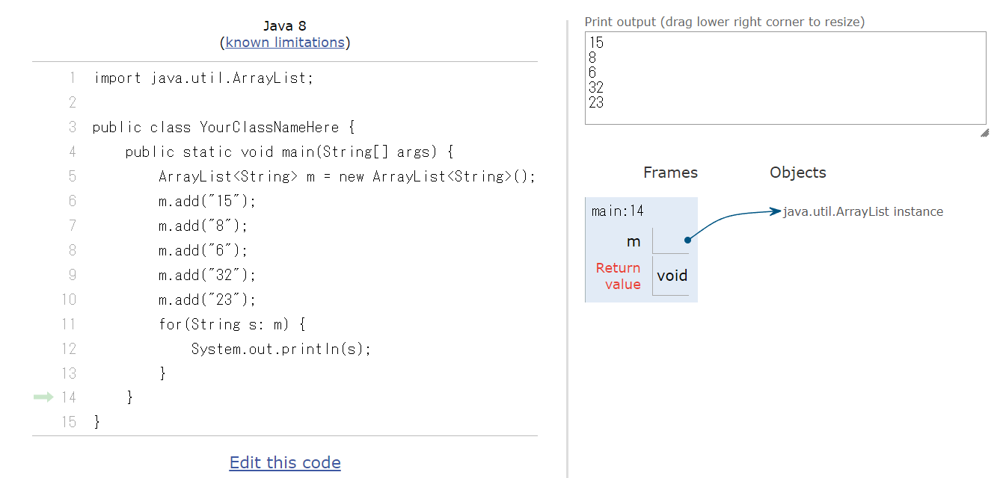 Java 8
(known limitations)
1 import java.util.ArrayList;
2
3 public class YourClassNameHere {
4     public static void main(String[] args) {
5         ArrayList<String> m = new ArrayList<String>();
6         m.add("15");
7         m.add("8");
8         m.add("6");
9         m.add("32");
10         m.add("23");
11         for(String s: m) {
12             System.out.println(s);
13         }
14     }
15 }
Edit this code
Print output (drag lower right corner to resize)
15
8
6
32
23
Frames
Objects
main:14
m
Return
value
void
java.util.ArrayList instance